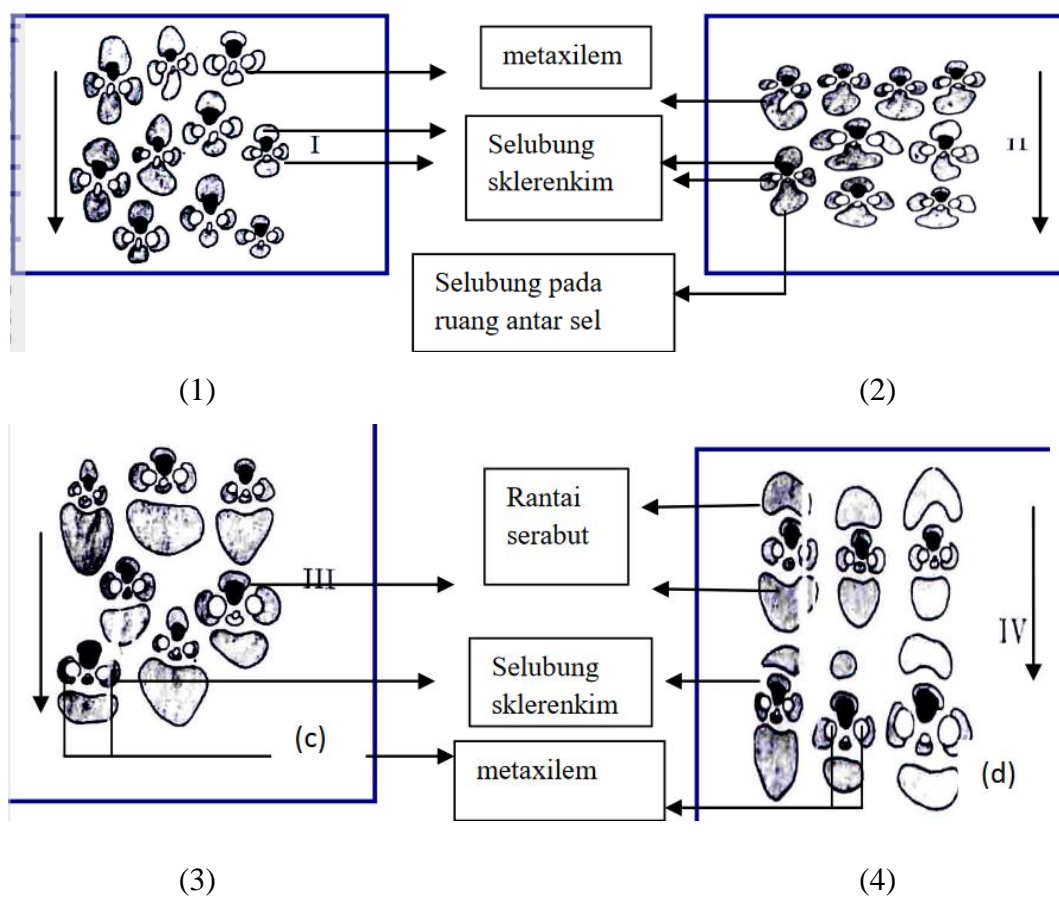 metaxilem
I
Selubung
sklerenkim
II
Selubung pada
ruang antar sel
(1)
(2)
Rantai
serabut
III
IV
Selubung
sklerenkim
(c)
metaxilem
(d)
(3)
(4)